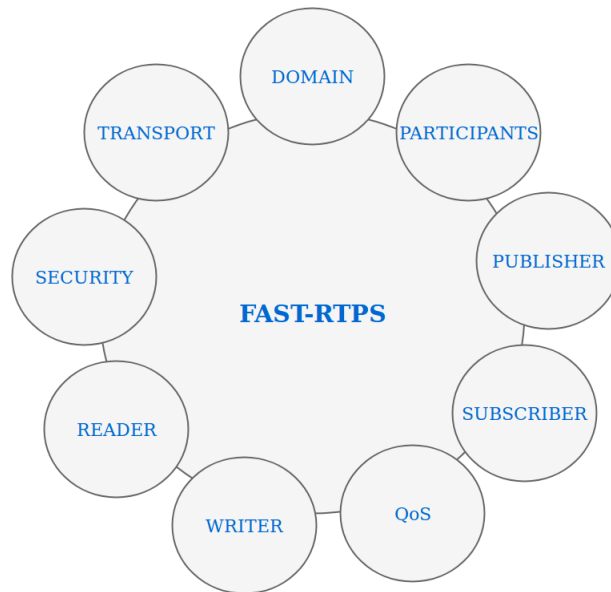 DOMAIN
TRANSPORT
PARTICIPANTS
PUBLISHER
SECURITY
FAST-RTPS
SUBSCRIBER
READER
QoS
WRITER